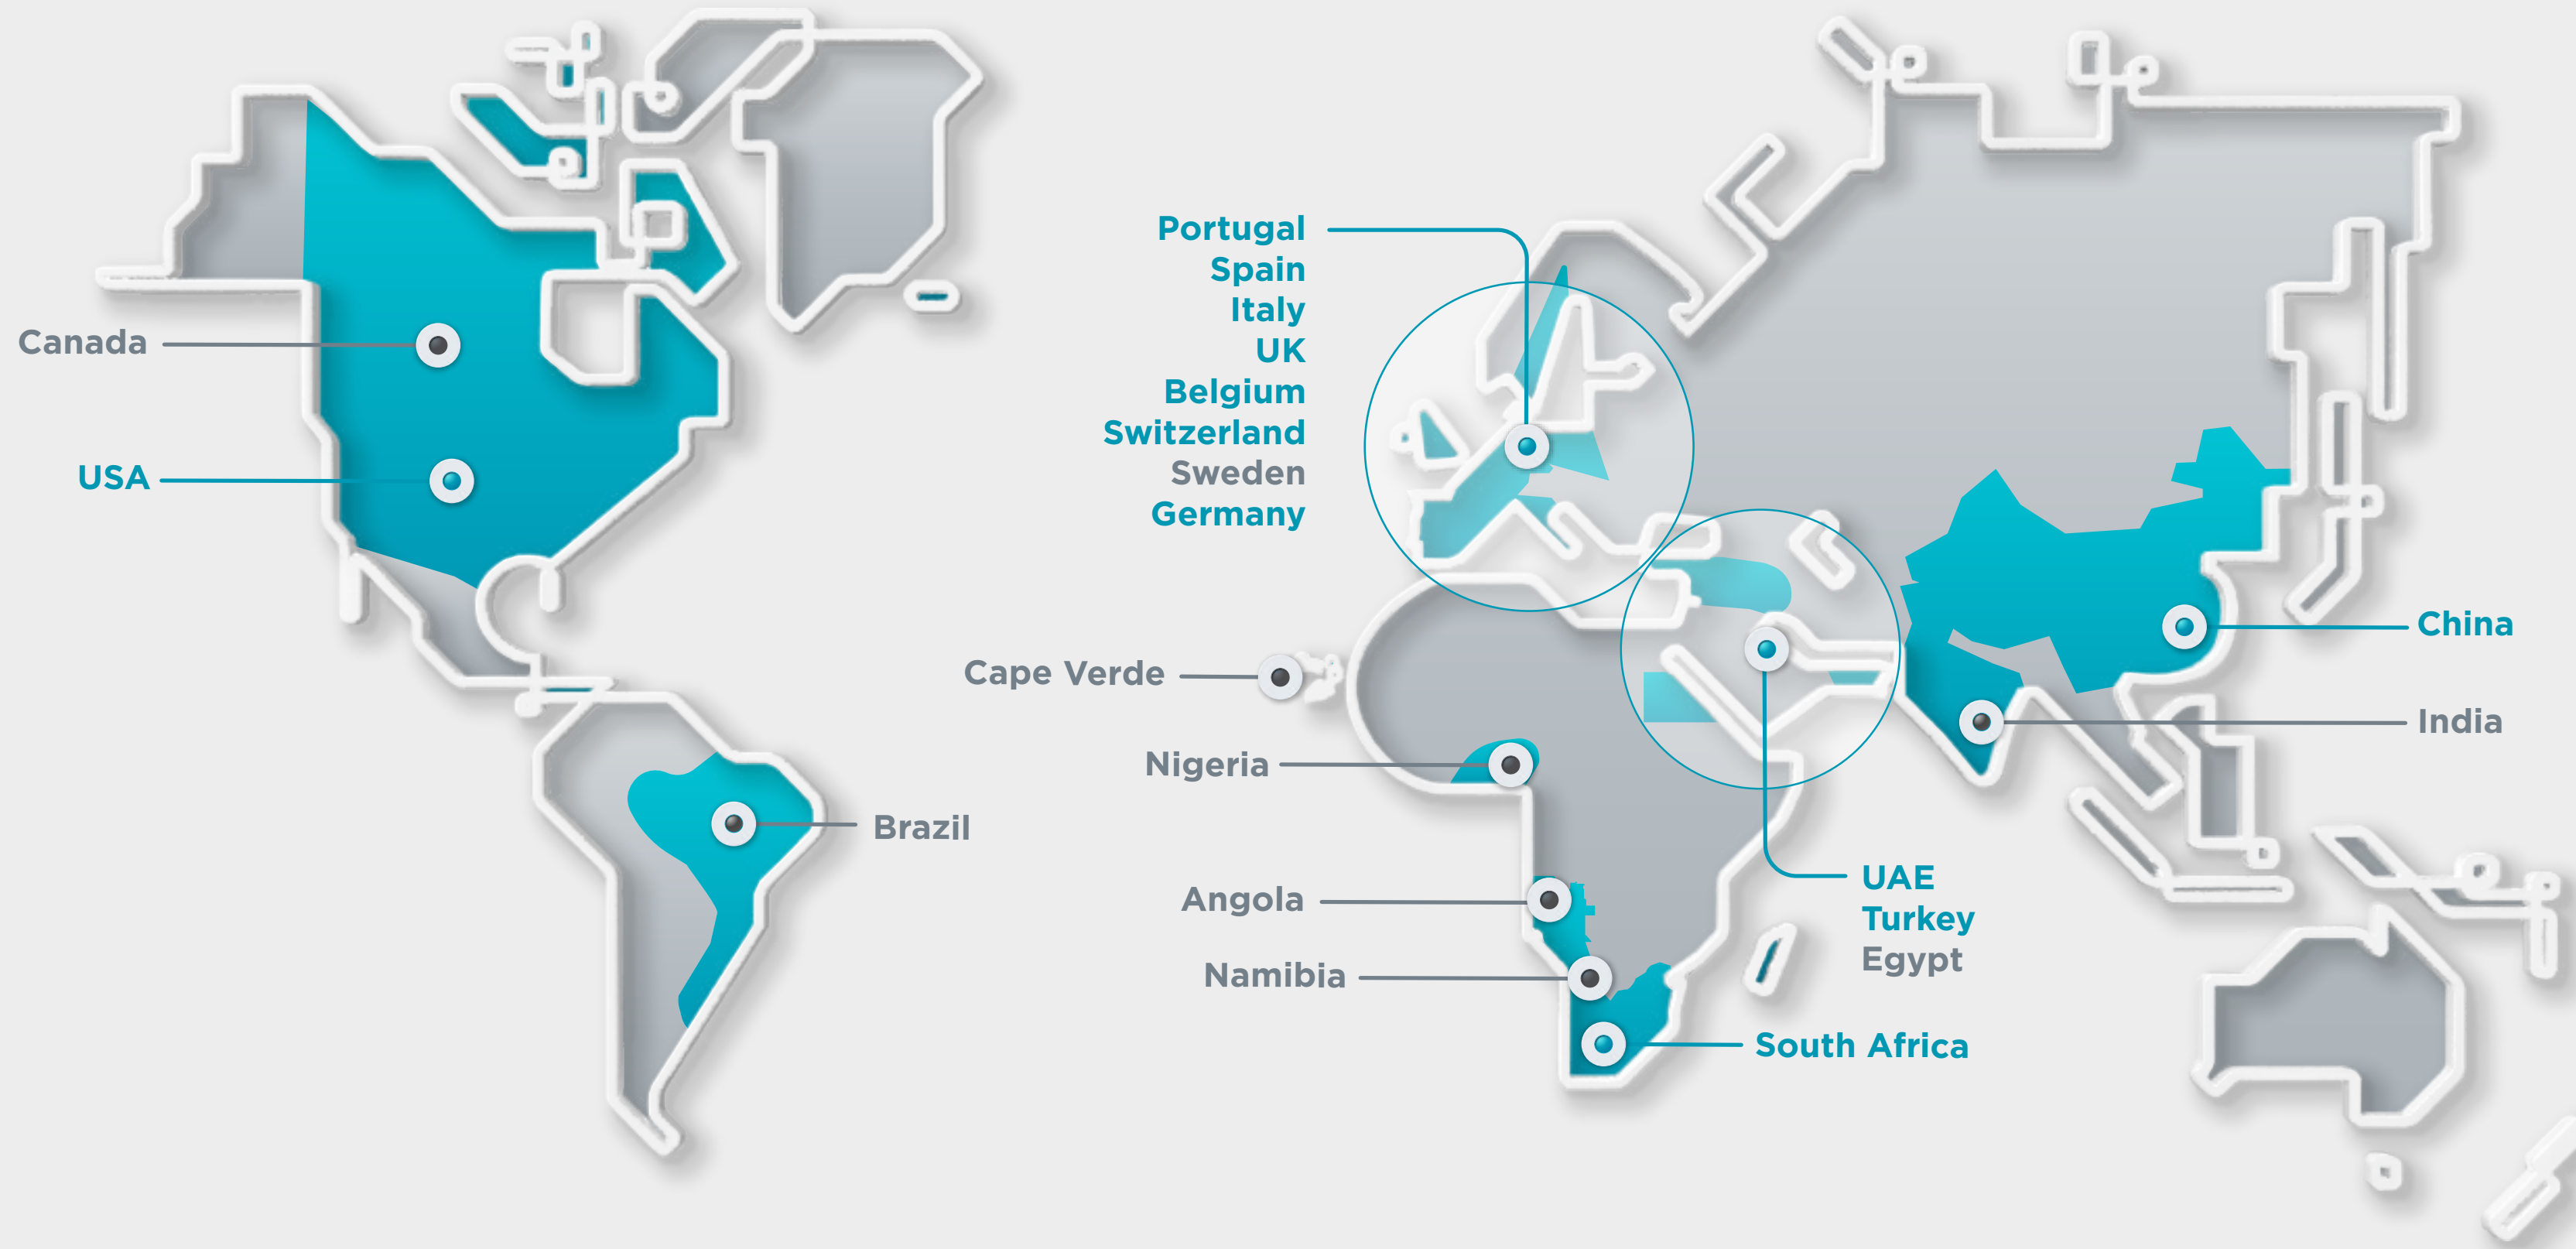 Canada
USA
Brazil
Portugal
Spain
Italy
UK
Belgium
Switzerland
Sweden
Germany
Cape Verde
Nigeria
Angola
Namibia
South Africa
UAE
Turkey
Egypt
China
India